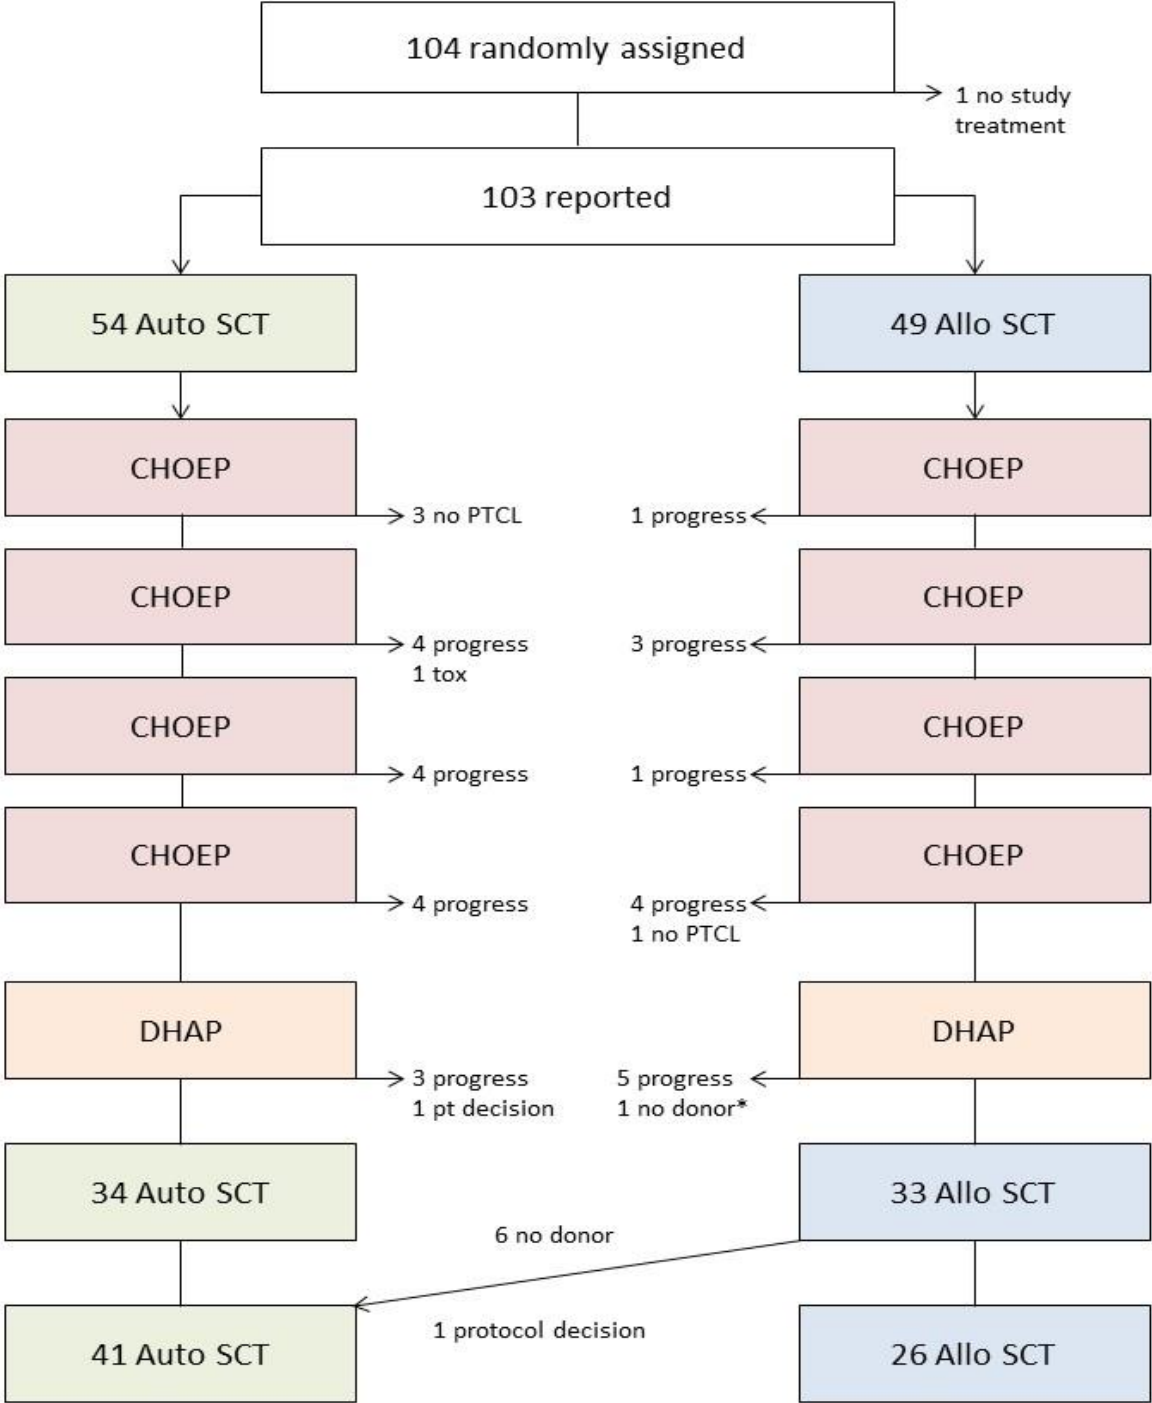 104 randomly assigned
1 no study
treatment
103 reported
54 Auto SCT
49 Allo SCT
CHOEP
CHOEP
3 no PTCL
1 progress
CHOEP
CHOEP
4 progress
1 tox
3 progress
CHOEP
CHOEP
4 progress
1 progress
CHOEP
CHOEP
4 progress
4 progress
1 no PTCL
DHAP
DHAP
3 progress
1 pt decision
5 progress
1 no donor*
34 Auto SCT
33 Allo SCT
6 no donor
1 protocol decision
41 Auto SCT
26 Allo SCT